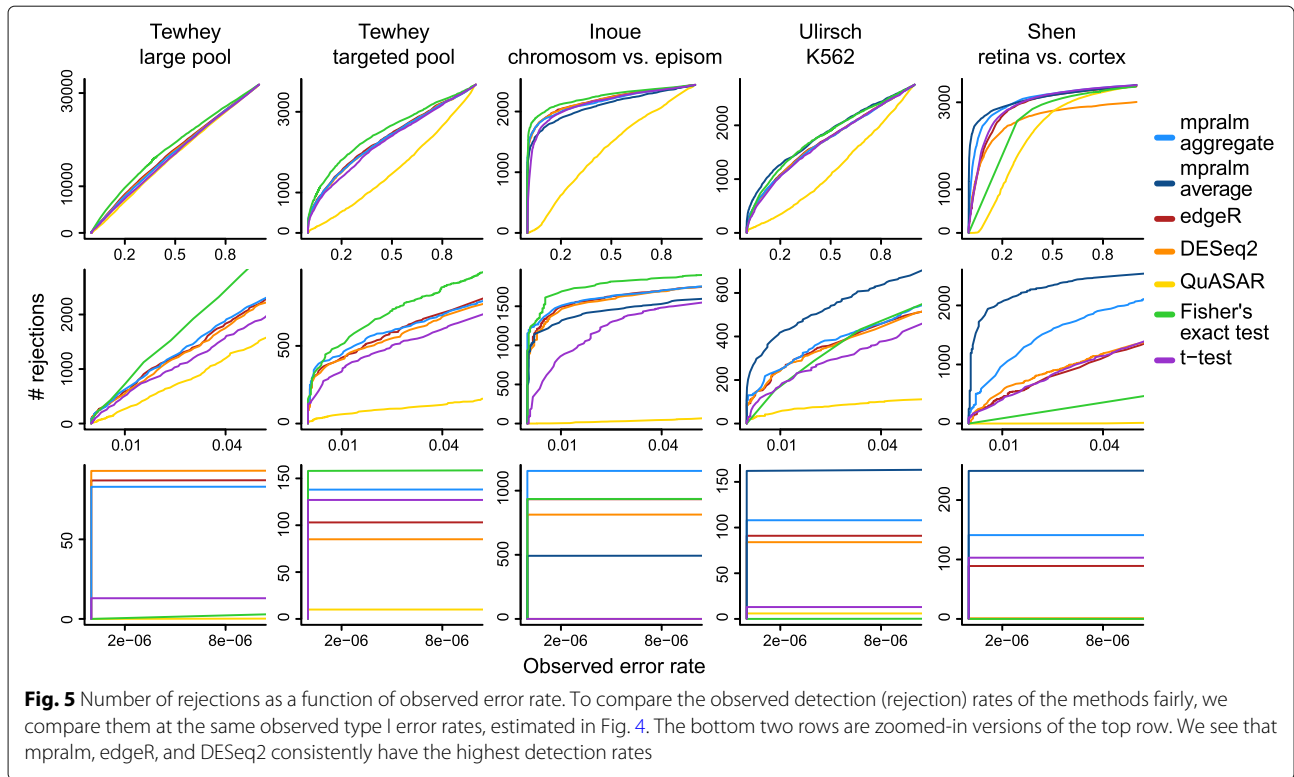 Tewhey
large pool
Tewhey
targeted pool
Inoue
chromosom vs. episom
Ulirsch
K562
Shen
retina vs. cortex
0 10000 30000
0.2 0.5 0.8
0 1000 3000
0.2 0.5 0.8
0 1000 2000
0.2 0.5 0.8
0 1000 2000
0.2 0.5 0.8
0 1000 3000
0.2 0.4 0.6 0.8
mpralm
aggregate
mpralm
average
edgeR
DESeq2
QuASAR
Fisher's
exact test
t−test
# rejections
0 1000 2000
0.01 0.04
0 500
0.01 0.04
0 500 1000 1500
0.01 0.04
0 200 400 600
0.01 0.04
0 1000 2000
0.01 0.04
0 50
2e−06 8e−06
0 50 100 150
2e−06 8e−06
0 500 1000
2e−06 8e−06
0 50 100 150
2e−06 8e−06
0 100 200
2e−06 8e−06
Observed error rate
Fig. 5 Number of rejections as a function of observed error rate. To compare the observed detection (rejection) rates of the methods fairly, we
compare them at the same observed type I error rates, estimated in Fig. 4. The bottom two rows are zoomed-in versions of the top row. We see that
mpralm, edgeR, and DESeq2 consistently have the highest detection rates